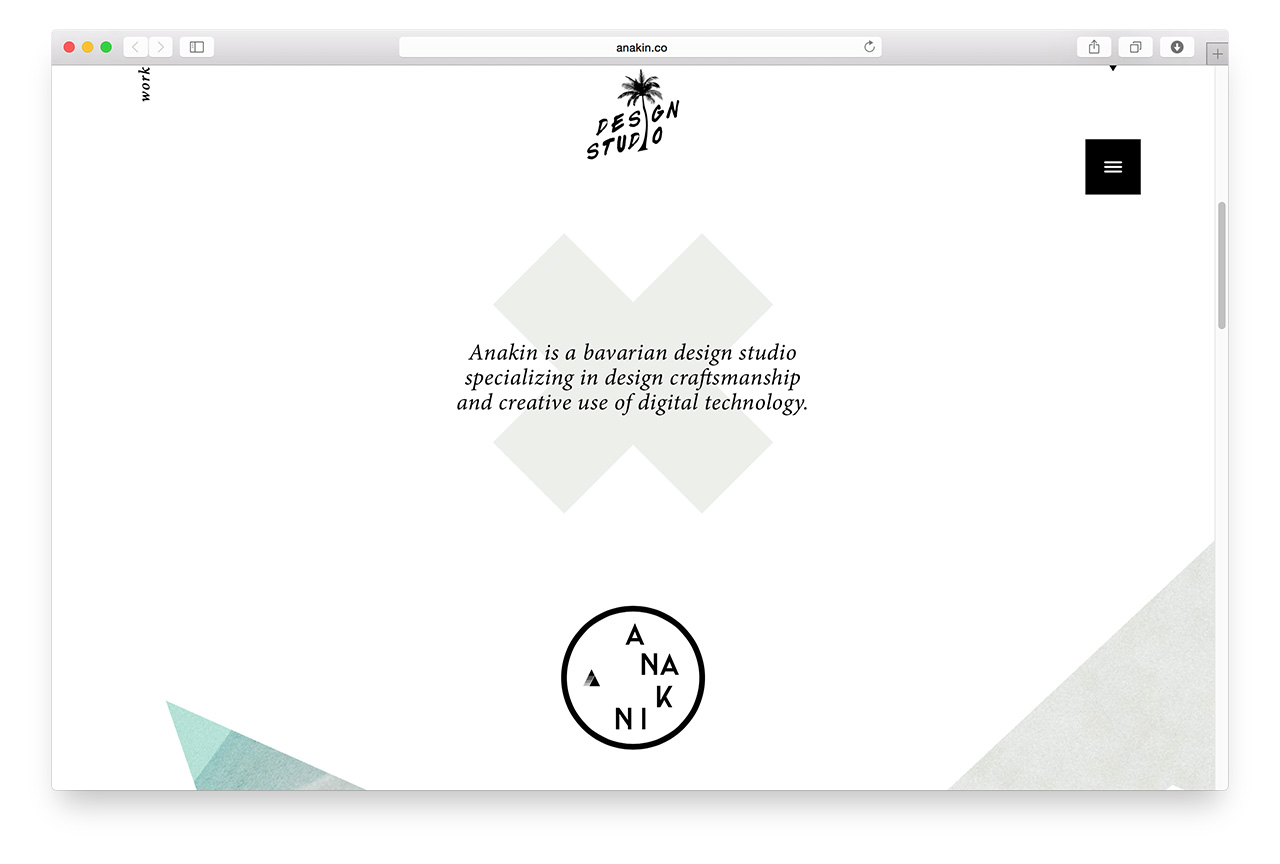 anakin.co
work
DESIGN
STUDIO
Anakin is a bavarian design studio
specializing in design craftsmanship
and creative use of digital technology.
A
NA
K
NI